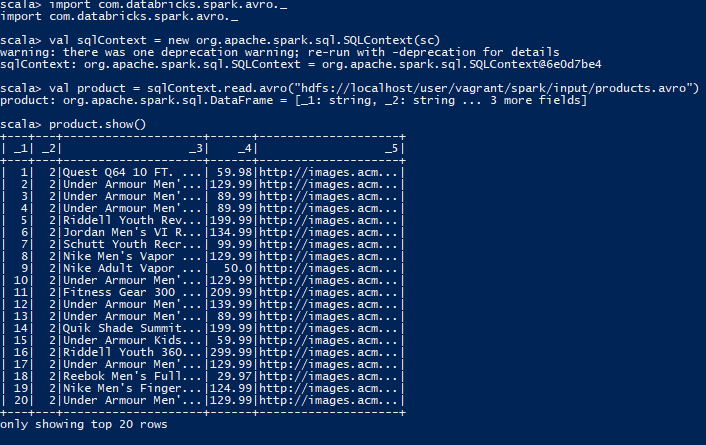 scala> import com.databricks.spark.avro._
import com.databricks.spark.avro._
scala> val sqlContext = new org.apache.spark.sql.SQLContext(sc)
warning: there was one deprecation warning; re-run with -deprecation for details
sqlContext: org.apache.spark.sql.SQLContext = org.apache.spark.sql.SQLContext@6e0d7be4
scala> val product = sqlContext.read.avro("hdfs://localhost/user/vagrant/spark/input/products.avro")
product: org.apache.spark.sql.DataFrame = [_1: string, _2: string ... 3 more fields]
scala> product.show()
+---+---+--------------------+------+--------------------+
| _1| _2|                  _3|    _4|                  _5|
+---+---+--------------------+------+--------------------+
|  1|  2|Quest Q64 10 FT. ...| 59.98|http://images.acm...|
|  2|  2|Under Armour Men'...|129.99|http://images.acm...|
|  3|  2|Under Armour Men'...| 89.99|http://images.acm...|
|  4|  2|Under Armour Men'...| 89.99|http://images.acm...|
|  5|  2|Riddell Youth Rev...|199.99|http://images.acm...|
|  6|  2|Jordan Men's VI R...|134.99|http://images.acm...|
|  7|  2|Schutt Youth Recr...| 99.99|http://images.acm...|
|  8|  2|Nike Men's Vapor ...|129.99|http://images.acm...|
|  9|  2|Nike Adult Vapor ...|  50.0|http://images.acm...|
| 10|  2|Under Armour Men'...|129.99|http://images.acm...|
| 11|  2|Fitness Gear 300 ...|209.99|http://images.acm...|
| 12|  2|Under Armour Men'...|139.99|http://images.acm...|
| 13|  2|Under Armour Men'...| 89.99|http://images.acm...|
| 14|  2|Quik Shade Summit...|199.99|http://images.acm...|
| 15|  2|Under Armour Kids...| 59.99|http://images.acm...|
| 16|  2|Riddell Youth 360...|299.99|http://images.acm...|
| 17|  2|Under Armour Men'...|129.99|http://images.acm...|
| 18|  2|Reebok Men's Full...| 29.97|http://images.acm...|
| 19|  2|Nike Men's Finger...|124.99|http://images.acm...|
| 20|  2|Under Armour Men'...|129.99|http://images.acm...|
+---+---+--------------------+------+--------------------+
only showing top 20 rows